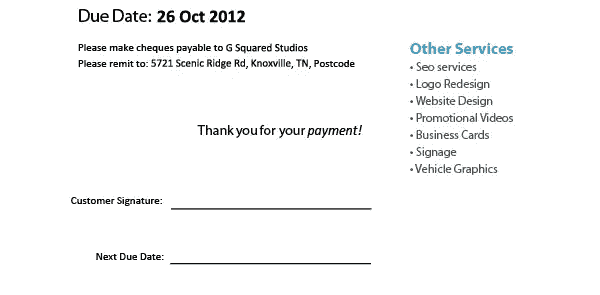 Due Date: 26 Oct 2012
Please make cheques payable to G Squared Studios
Please remit to: 5721 Scenic Ridge Rd, Knoxville, TN, Postcode
Thank you for your payment!
Customer Signature:
Next Due Date:
Other Services
• Seo services
• Logo Redesign
• Website Design
• Promotional Videos
• Business Cards
• Signage
• Vehicle Graphics